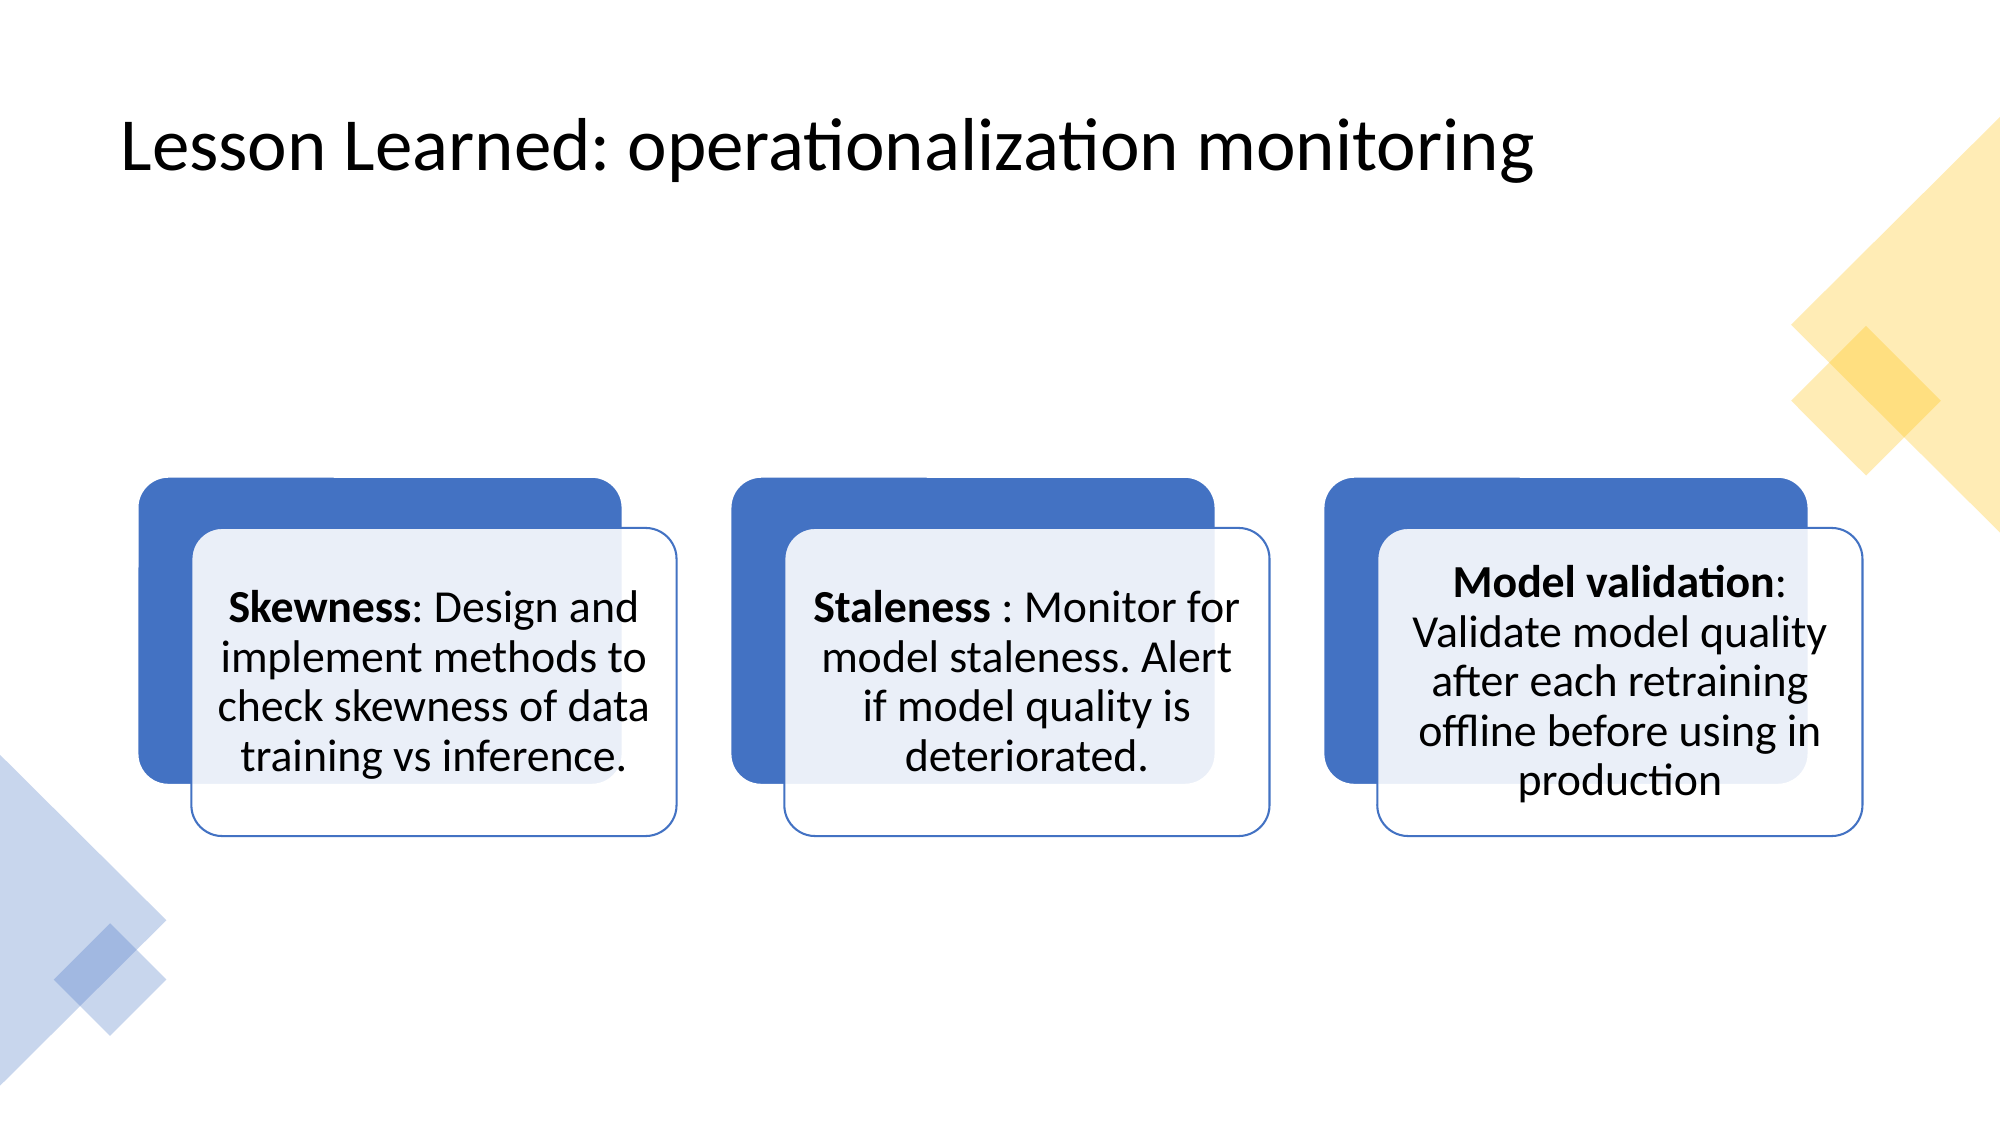 Lesson Learned: operationalization monitoring
Skewness: Design and
implement methods to
check skewness of data
training vs inference.
Staleness : Monitor for
model staleness. Alert
if model quality is
deteriorated.
Model validation:
Validate model quality
after each retraining
offline before using in
production